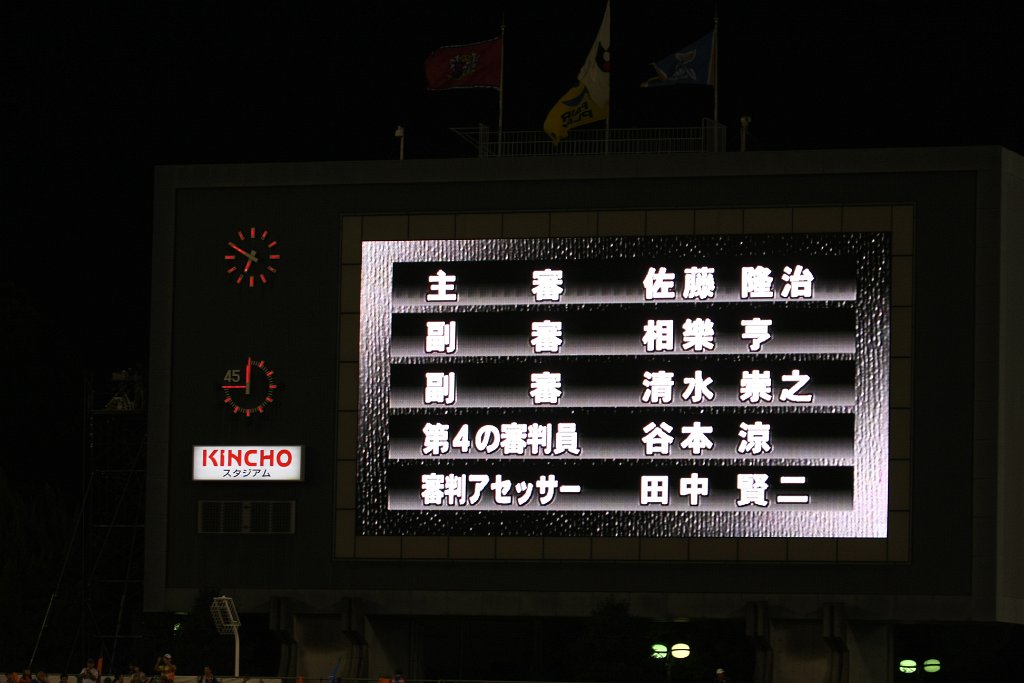 主審 佐藤 隆治
副審 相樂 亨
副審 清水 崇之
第4の審判員 谷本 涼
審判アセッサー 田中 賢二
45
KINCHO
スタジアム